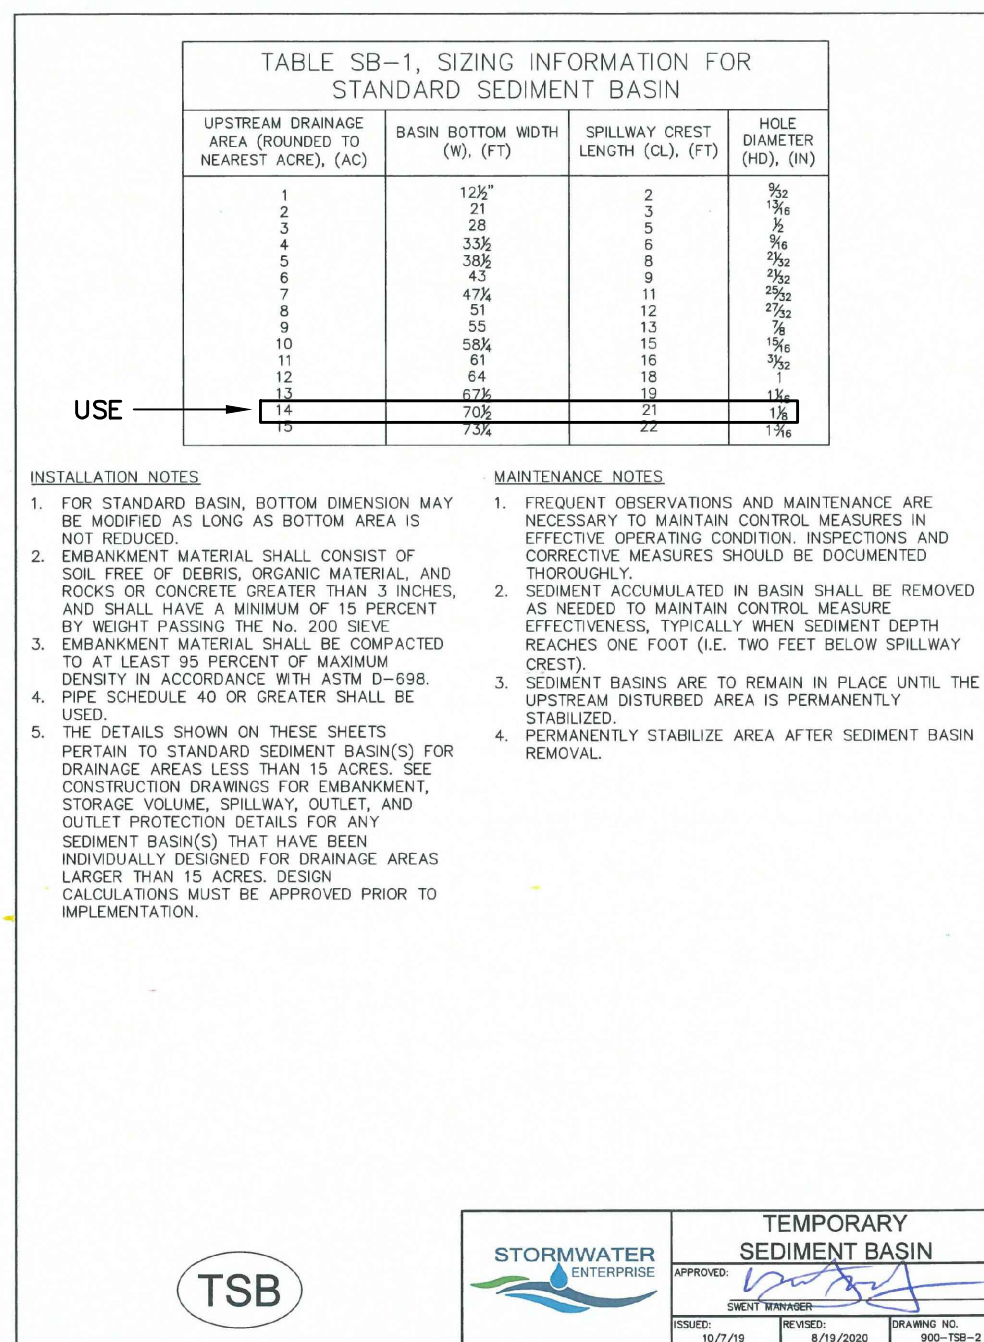 TABLE SB-1, SIZING INFORMATION FOR
STANDARD SEDIMENT BASIN
UPSTREAM DRAINAGE
AREA (ROUNDED TO
NEAREST ACRE), (AC)
BASIN BOTTOM WIDTH
(W), (FT)
SPILLWAY CREST
LENGTH (CL), (FT)
HOLE
DIAMETER
(HD), (IN)
1 12½" 2 9/32
2 21 3 13/16
3 28 5 ½
4 33½ 6 9/16
5 38½ 8 21/32
6 43 9 21/32
7 47¼ 11 25/32
8 51 12 27/32
9 55 13 7/8
10 58¼ 15 15/16
11 61 16 31/32
12 64 18 1
13 67½ 19 1 1/16
USE 14 70½ 21 1 1/8
15 73¼ 22 1 3/16
INSTALLATION NOTES
1. FOR STANDARD BASIN, BOTTOM DIMENSION MAY
BE MODIFIED AS LONG AS BOTTOM AREA IS
NOT REDUCED.
2. EMBANKMENT MATERIAL SHALL CONSIST OF
SOIL FREE OF DEBRIS, ORGANIC MATERIAL, AND
ROCKS OR CONCRETE GREATER THAN 3 INCHES,
AND SHALL HAVE A MINIMUM OF 15 PERCENT
BY WEIGHT PASSING THE No. 200 SIEVE
3. EMBANKMENT MATERIAL SHALL BE COMPACTED
TO AT LEAST 95 PERCENT OF MAXIMUM
DENSITY IN ACCORDANCE WITH ASTM D-698.
4. PIPE SCHEDULE 40 OR GREATER SHALL BE
USED.
5. THE DETAILS SHOWN ON THESE SHEETS
PERTAIN TO STANDARD SEDIMENT BASIN(S) FOR
DRAINAGE AREAS LESS THAN 15 ACRES. SEE
CONSTRUCTION DRAWINGS FOR EMBANKMENT,
STORAGE VOLUME, SPILLWAY, OUTLET, AND
OUTLET PROTECTION DETAILS FOR ANY
SEDIMENT BASIN(S) THAT HAVE BEEN
INDIVIDUALLY DESIGNED FOR DRAINAGE AREAS
LARGER THAN 15 ACRES. DESIGN
CALCULATIONS MUST BE APPROVED PRIOR TO
IMPLEMENTATION.
MAINTENANCE NOTES
1. FREQUENT OBSERVATIONS AND MAINTENANCE ARE
NECESSARY TO MAINTAIN CONTROL MEASURES IN
EFFECTIVE OPERATING CONDITION. INSPECTIONS AND
CORRECTIVE MEASURES SHOULD BE DOCUMENTED
THOROUGHLY.
2. SEDIMENT ACCUMULATED IN BASIN SHALL BE REMOVED
AS NEEDED TO MAINTAIN CONTROL MEASURE
EFFECTIVENESS, TYPICALLY WHEN SEDIMENT DEPTH
REACHES ONE FOOT (I.E. TWO FEET BELOW SPILLWAY
CREST).
3. SEDIMENT BASINS ARE TO REMAIN IN PLACE UNTIL THE
UPSTREAM DISTURBED AREA IS PERMANENTLY
STABILIZED.
4. PERMANENTLY STABILIZE AREA AFTER SEDIMENT BASIN
REMOVAL.
TSB
STORMWATER
ENTERPRISE
TEMPORARY
SEDIMENT BASIN
APPROVED:
SWENT MANAGER
ISSUED:
10/7/19
REVISED:
8/19/2020
DRAWING NO.
900-TSB-2